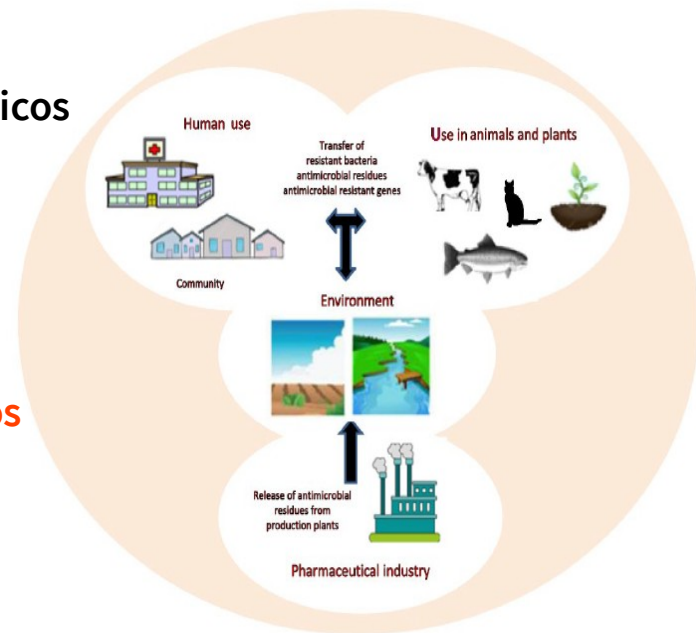 icos
Human use
Transfer of
resistant bacteria
antimicrobial residues
antimicrobial resistant genes
Use in animals and plants
Community
Environment
os
Release of antimicrobial
residues from
production plants
Pharmaceutical industry